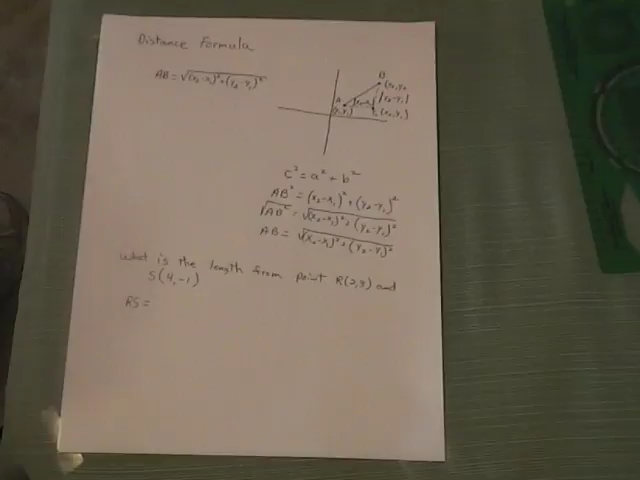 Distance Formula
AB = √(x₂-x₁)²+(y₂-y₁)²
B
(x₂,y₂
A
|x₂-x₁|
|y₂-y₁|
(x₁,y₁)
(x₂,y₁)
c² = a² + b²
AB² = (x₂-x₁)² + (y₂-y₁)²
√AB² = √(x₂-x₁)² + (y₂-y₁)²
AB = √(x₂-x₁)² + (y₂-y₁)²
What is the length from point R(2,3) and
S(4,-1)
RS =